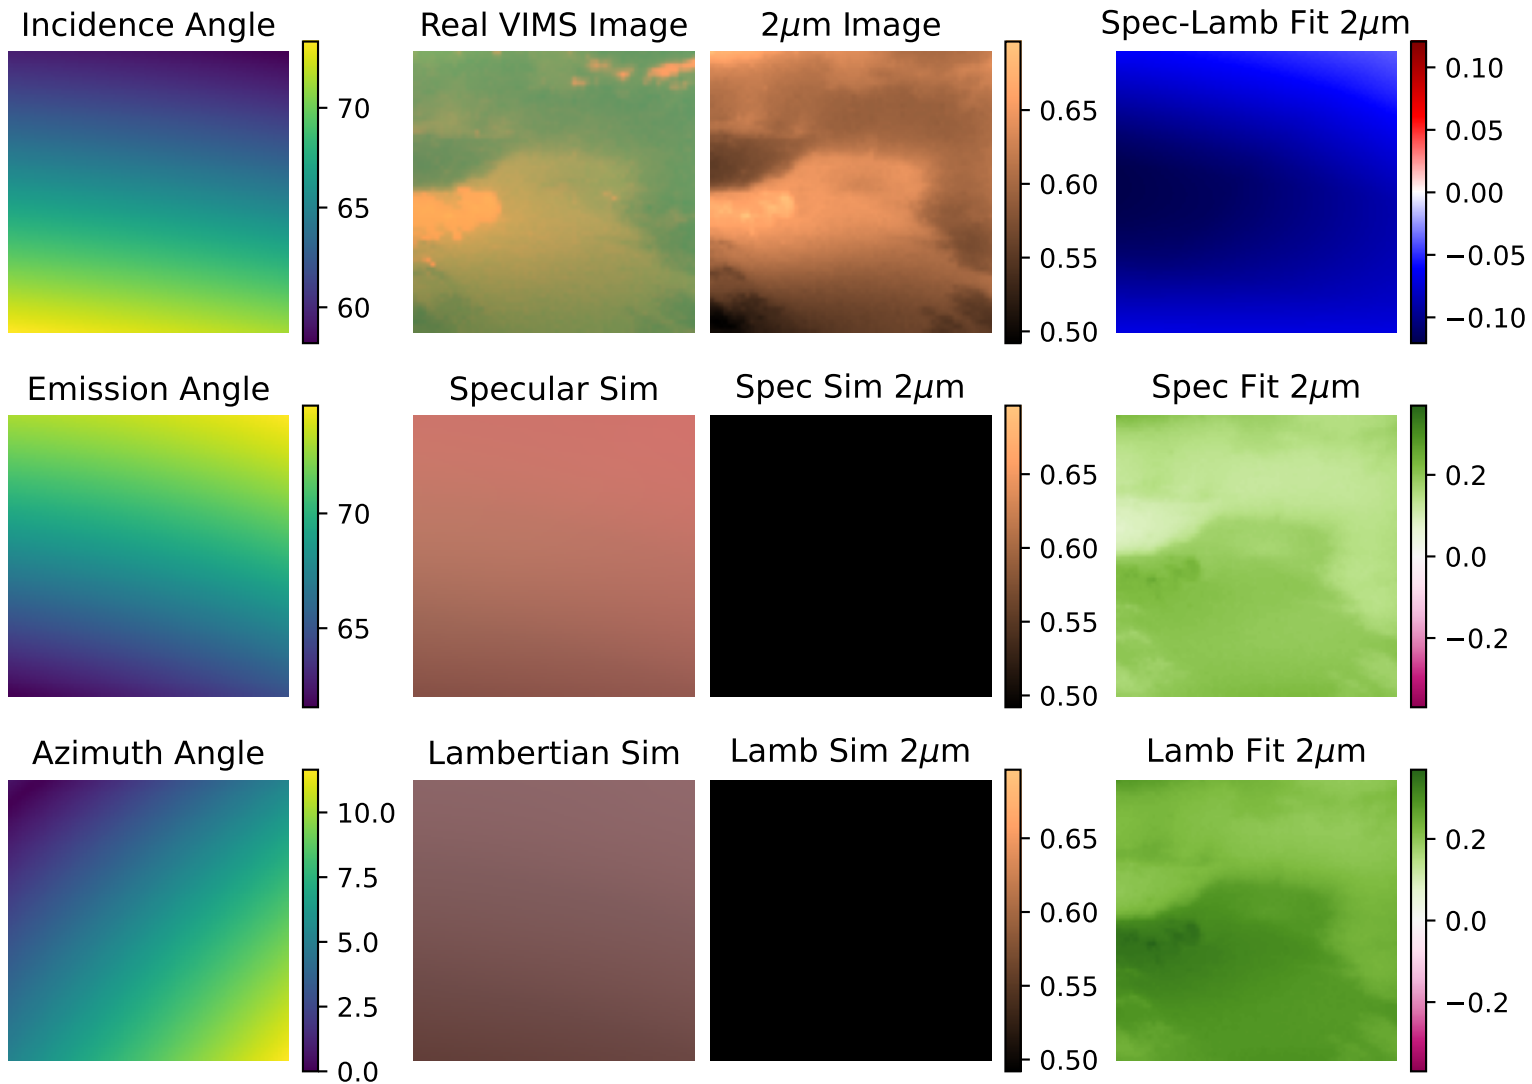 Incidence Angle
70
65
60
Real VIMS Image
2μm Image
0.65
0.60
0.55
0.50
Spec-Lamb Fit 2μm
0.10
0.05
0.00
−0.05
−0.10
Emission Angle
70
65
Specular Sim
Spec Sim 2μm
0.65
0.60
0.55
0.50
Spec Fit 2μm
0.2
0.0
−0.2
Azimuth Angle
10.0
7.5
5.0
2.5
0.0
Lambertian Sim
Lamb Sim 2μm
0.65
0.60
0.55
0.50
Lamb Fit 2μm
0.2
0.0
−0.2